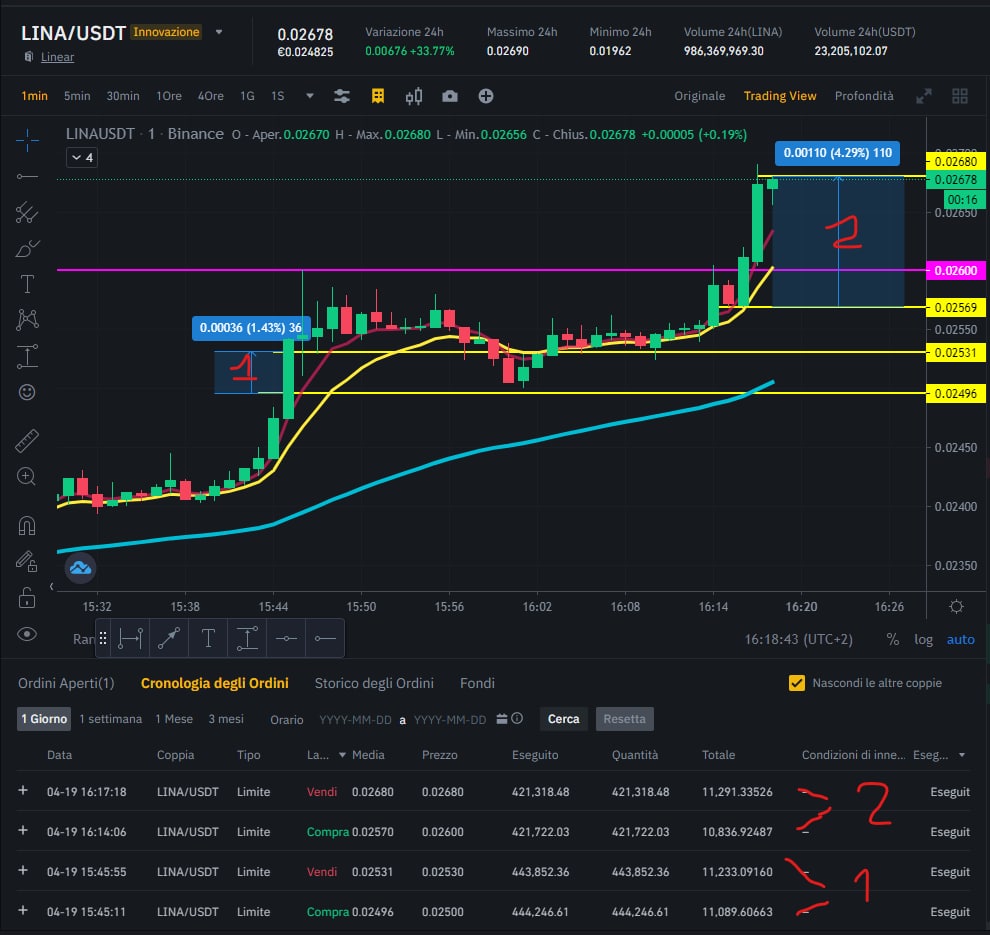 LINA/USDT Innovazione
Linear
0.02678
€0.024825
Variazione 24h
0.00676 +33.77%
Massimo 24h
0.02690
Minimo 24h
0.01962
Volume 24h(LINA)
986,369,969.30
Volume 24h(USDT)
23,205,102.07
1min 5min 30min 1Ore 4Ore 1G 1S
Originale Trading View Profondità
LINAUSDT · 1 · Binance O - Aper.0.02670 H - Max.0.02680 L - Min.0.02656 C - Chius.0.02678 +0.00005 (+0.19%)
4
0.00110 (4.29%) 110
0.02680
0.02678
00:16
0.02650
2
0.02600
0.02569
0.00036 (1.43%) 36
0.02550
0.02531
1
0.02496
0.02450
0.02400
0.02350
15:32 15:38 15:44 15:50 15:56 16:02 16:08 16:14 16:20 16:26
Ran
16:18:43 (UTC+2) % log auto
Ordini Aperti(1) Cronologia degli Ordini Storico degli Ordini Fondi
Nascondi le altre coppie
1 Giorno 1 settimana 1 Mese 3 mesi Orario YYYY-MM-DD a YYYY-MM-DD Cerca Resetta
Data Coppia Tipo La... Media Prezzo Eseguito Quantità Totale Condizioni di inne... Eseg...
04-19 16:17:18 LINA/USDT Limite Vendi 0.02680 0.02680 421,318.48 421,318.48 11,291.33526 – Eseguit
2
04-19 16:14:06 LINA/USDT Limite Compra 0.02570 0.02600 421,722.03 421,722.03 10,836.92487 – Eseguit
04-19 15:45:55 LINA/USDT Limite Vendi 0.02531 0.02530 443,852.36 443,852.36 11,233.09160 – Eseguit
1
04-19 15:45:11 LINA/USDT Limite Compra 0.02496 0.02500 444,246.61 444,246.61 11,089.60663 – Eseguit